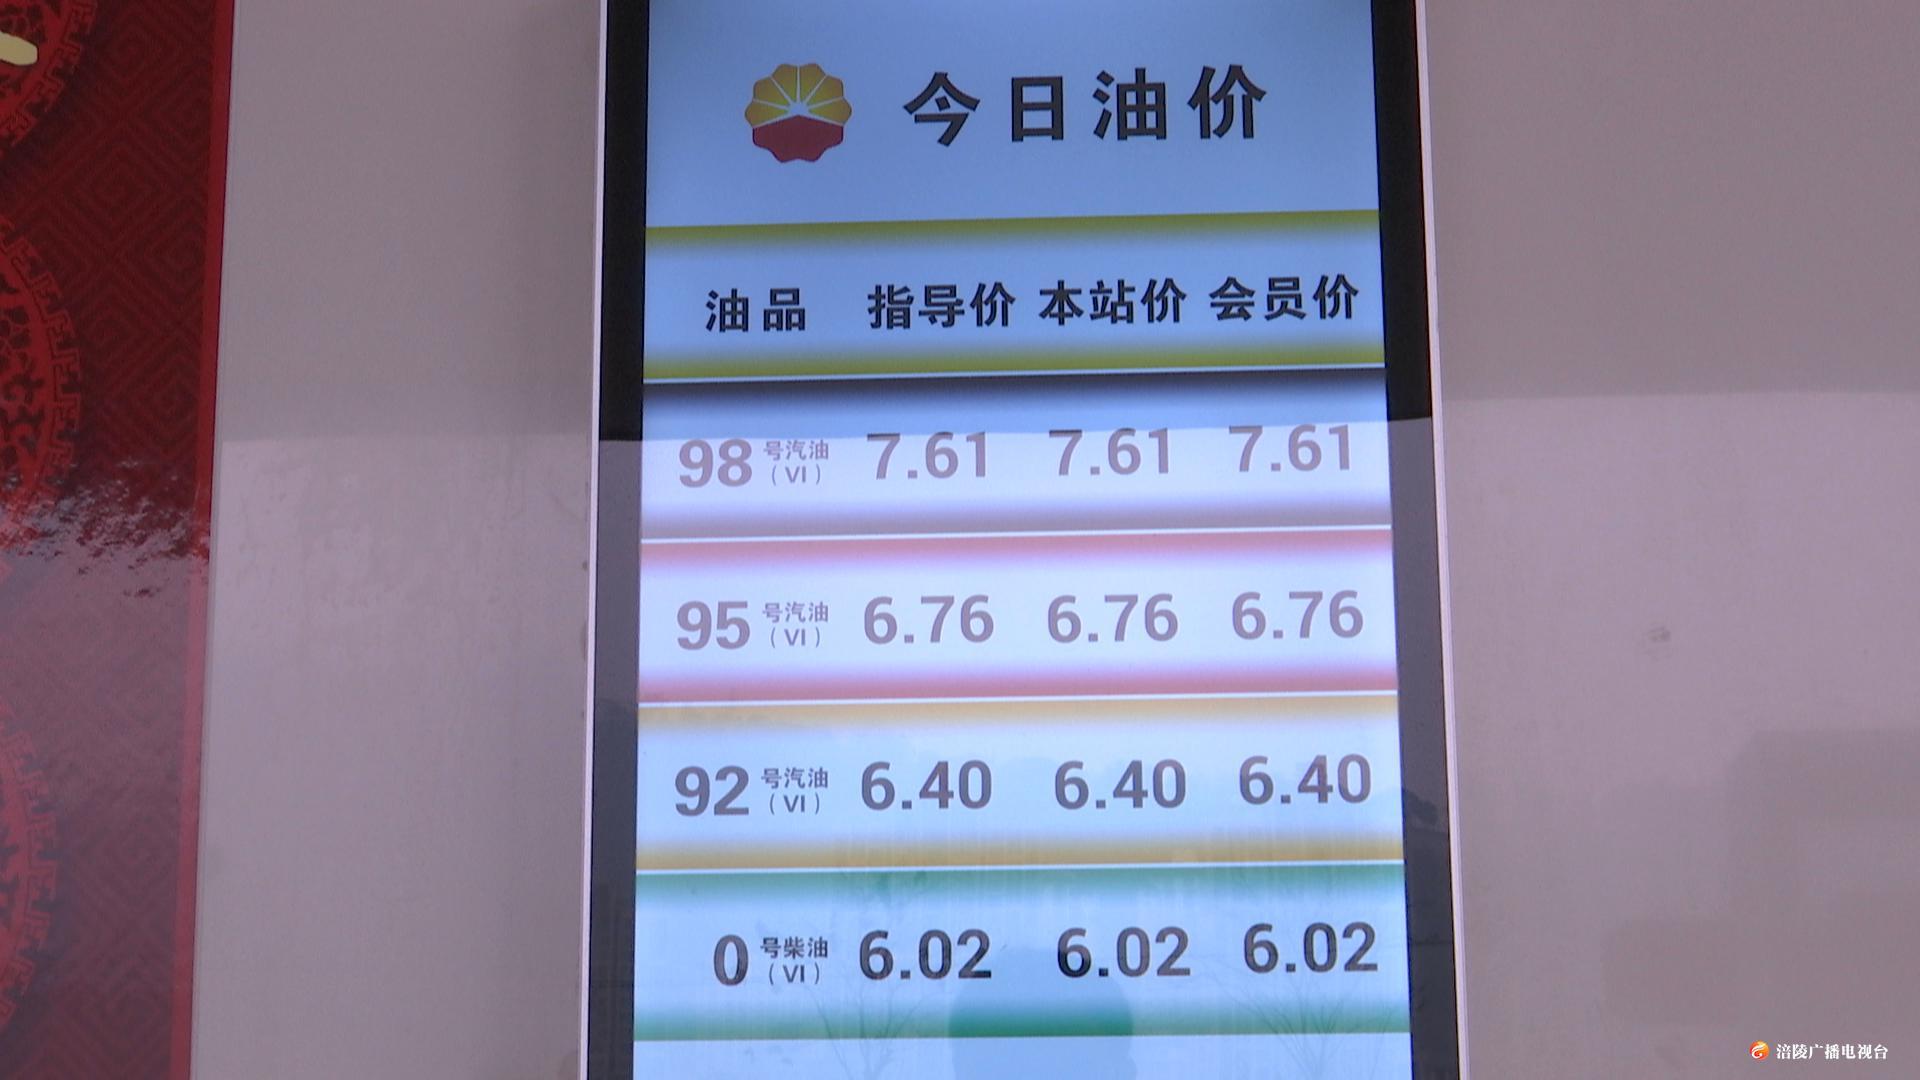 今日油价
油品 指导价 本站价 会员价
98 号汽油 (VI) 7.61 7.61 7.61
95 号汽油 (VI) 6.76 6.76 6.76
92 号汽油 (VI) 6.40 6.40 6.40
0 号柴油 (VI) 6.02 6.02 6.02
涪陵广播电视台